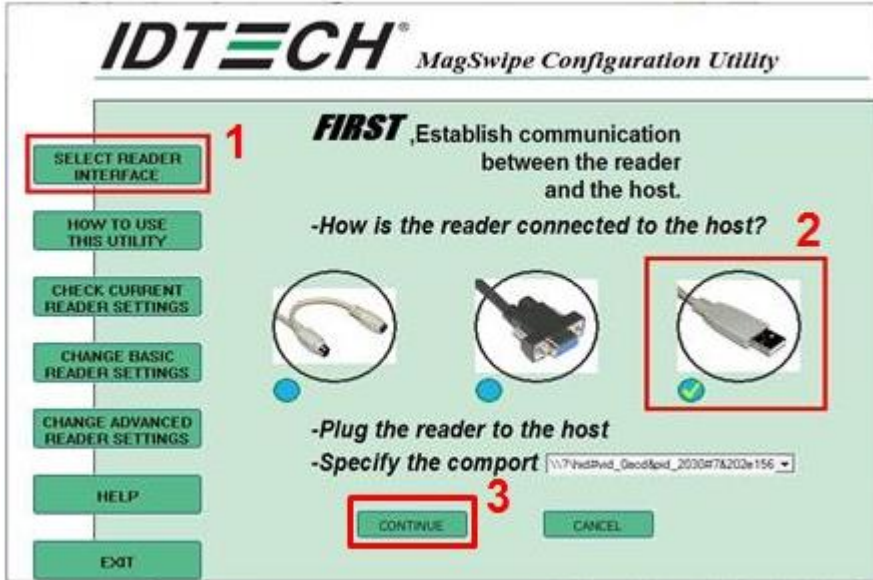 IDTECH®
MagSwipe Configuration Utility
1
SELECT READER
INTERFACE
HOW TO USE
THIS UTILITY
CHECK CURRENT
READER SETTINGS
CHANGE BASIC
READER SETTINGS
CHANGE ADVANCED
READER SETTINGS
HELP
EXIT
FIRST ,Establish communication
between the reader
and the host.
-How is the reader connected to the host?
2
-Plug the reader to the host
-Specify the comport
3
CONTINUE
CANCEL